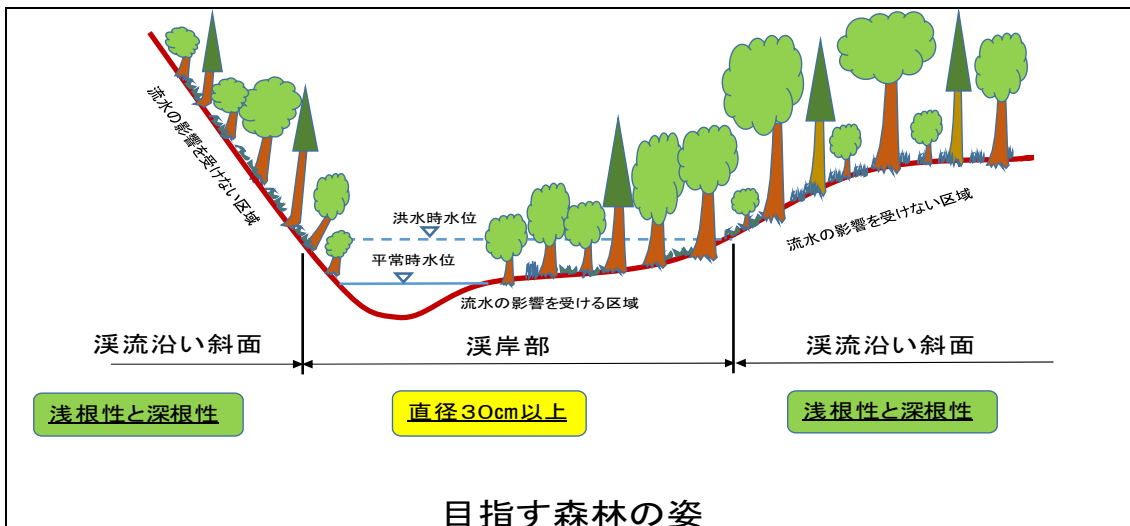 流水の影響を受けない区域
洪水時水位
平常時水位
流水の影響を受ける区域
流水の影響を受けない区域
渓流沿い斜面
渓岸部
渓流沿い斜面
浅根性と深根性
直径30cm以上
浅根性と深根性
目指す森林の姿